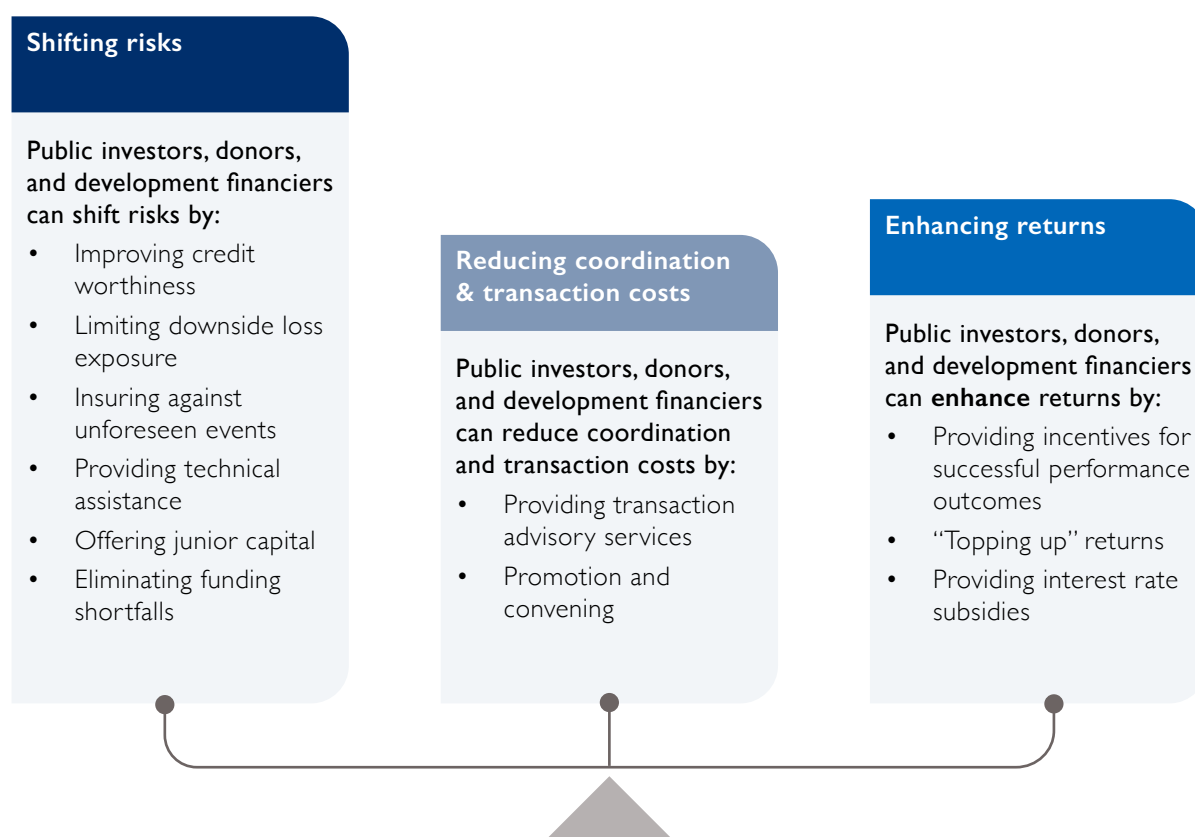 Shifting risks
Public investors, donors,
and development financiers
can shift risks by:
• Improving credit
worthiness
• Limiting downside loss
exposure
• Insuring against
unforeseen events
• Providing technical
assistance
• Offering junior capital
• Eliminating funding
shortfalls
Reducing coordination
& transaction costs
Public investors, donors,
and development financiers
can reduce coordination
and transaction costs by:
• Providing transaction
advisory services
• Promotion and
convening
Enhancing returns
Public investors, donors,
and development financiers
can enhance returns by:
• Providing incentives for
successful performance
outcomes
• “Topping up” returns
• Providing interest rate
subsidies